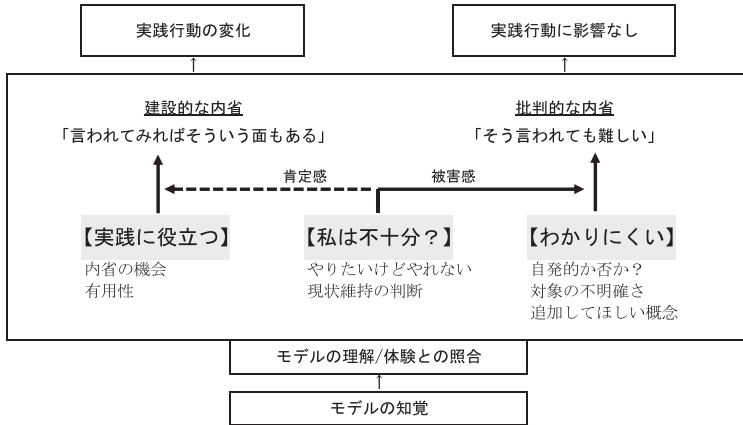 実践行動の変化
実践行動に影響なし
↑
↑
建設的な内省
批判的な内省
「言われてみればそういう面もある」
「そう言われても難しい」
肯定感
被害感
【実践に役立つ】
【私は不十分？】
【わかりにくい】
内省の機会
有用性
やりたいけどやれない
現状維持の判断
自発的か否か？
対象の不明確さ
追加してほしい概念
モデルの理解/体験との照合
↑
モデルの知覚